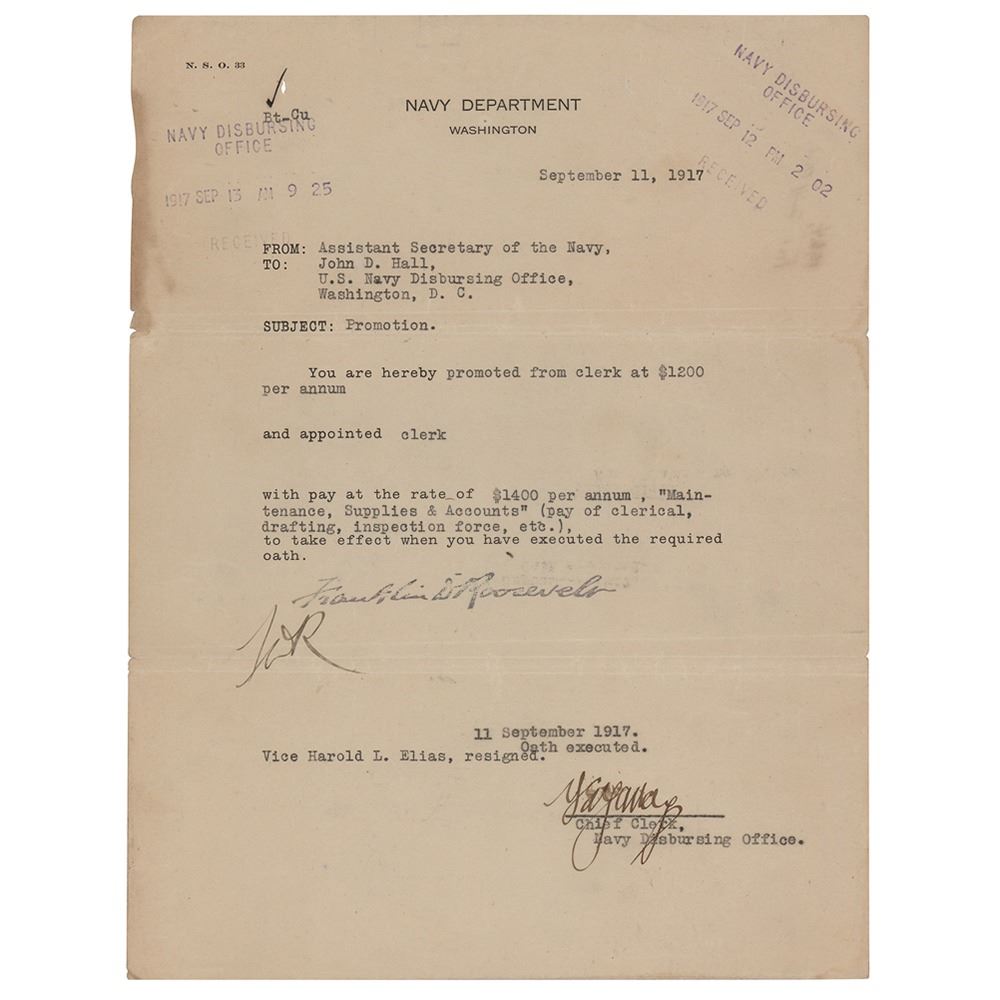 N. S. O. 33
Bt-Cu
NAVY DISBURSING
OFFICE
1917 SEP 13 AM 9 25
RECEIVED
NAVY DEPARTMENT
WASHINGTON
NAVY DISBURSING
OFFICE
1917 SEP 12 PM 2 02
RECEIVED
September 11, 1917
FROM: Assistant Secretary of the Navy,
TO: John D. Hall,
U.S. Navy Disbursing Office,
Washington, D. C.
SUBJECT: Promotion.
You are hereby promoted from clerk at $1200
per annum
and appointed clerk
with pay at the rate of $1400 per annum , "Main-
tenance, Supplies & Accounts" (pay of clerical,
drafting, inspection force, etc.),
to take effect when you have executed the required
oath.
Franklin D Roosevelt
11 September 1917.
Oath executed.
Vice Harold L. Elias, resigned.
Chief Clerk,
Navy Disbursing Office.